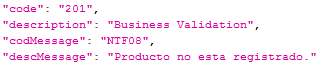 "code": "201",
"description": "Business Validation",
"codMessage": "NTF08",
"descMessage": "Producto no esta registrado."